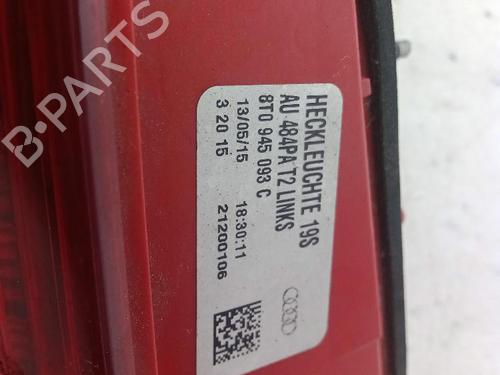 HECKLEUCHTE 19S
AU 484PA T2 LINKS
8T0 945 093 C
13/05/15 18:30:11
3 20 15 21200106
B-PARTS